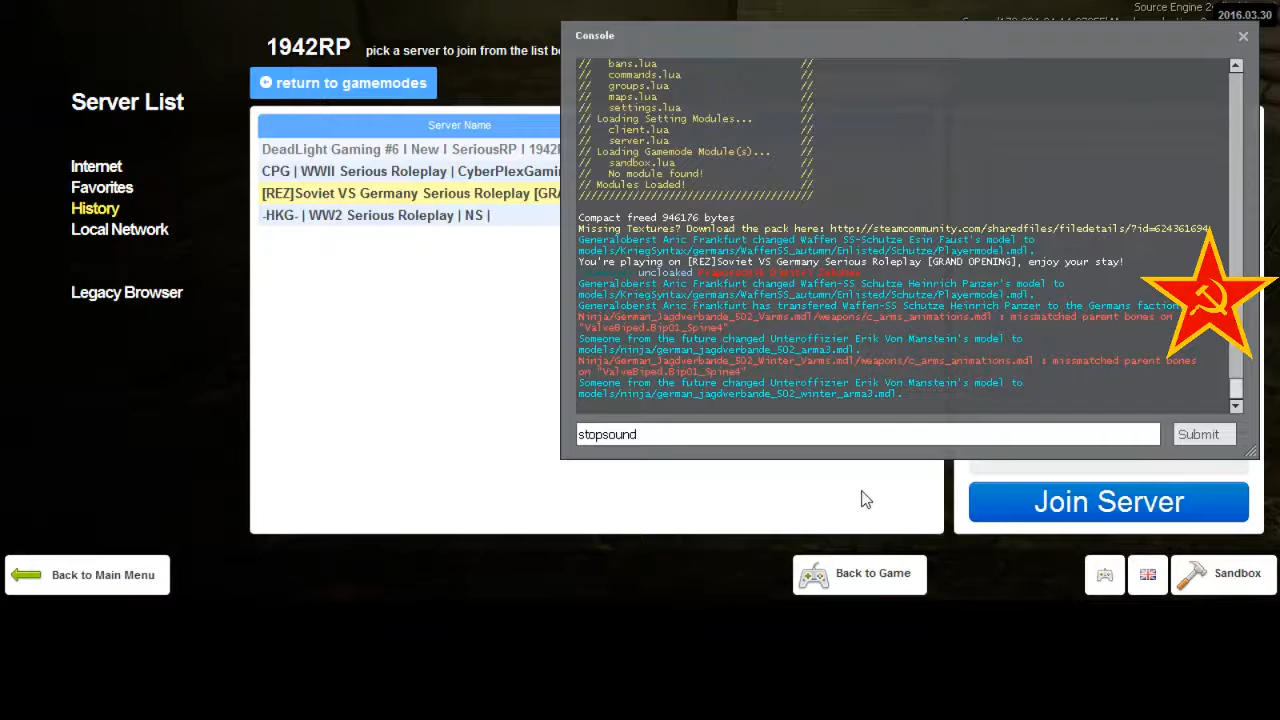 Source Engine 2
2016.03.30
1942RP pick a server to join from the list be
return to gamemodes
Server List
Internet
Favorites
History
Local Network
Legacy Browser
Server Name
DeadLight Gaming #6 I New I SeriousRP I 1942R
CPG | WWII Serious Roleplay | CyberPlexGamin
[REZ]Soviet VS Germany Serious Roleplay [GRA
-HKG- | WW2 Serious Roleplay | NS |
Console
// bans.lua //
// commands.lua //
// groups.lua //
// maps.lua //
// settings.lua //
// Loading Setting Modules... //
// client.lua //
// server.lua //
// Loading Gamemode Module(s)... //
// sandbox.lua //
// No module found! //
// Modules Loaded! //
///////////////////////////////////////
Compact freed 946176 bytes
Missing Textures? Download the pack here: http://steamcommunity.com/sharedfiles/filedetails/?id=624361694
Generaloberst Aric Frankfurt changed Waffen SS-Schutze Esin Faust's model to
models/KriegSyntax/germany/WaffenSS_autumn/Enlisted/Schutze/Playermodel.mdl.
You're playing on [REZ]Soviet VS Germany Serious Roleplay [GRAND OPENING], enjoy your stay!
uncloaked
Generaloberst Aric Frankfurt changed Waffen SS-Schutze Heinrich Panzer's model to
models/KriegSyntax/germany/WaffenSS_autumn/Enlisted/Schutze/Playermodel.mdl.
Generaloberst Aric Frankfurt has transfered Waffen SS-Schutze Heinrich Panzer to the Germans faction
Ninja/German_Jagdverbande_502_Varms.mdl/weapons/c_arms_animations.mdl : missmatched parent bones on
"ValveBiped.Bip01_Spine4"
Someone from the future changed Unteroffizier Erik Von Manstein's model to
models/ninja/german_jagdverbande_502_arma3.mdl.
Ninja/German_Jagdverbande_502_Winter_Varms.mdl/weapons/c_arms_animations.mdl : missmatched parent bones
on "ValveBiped.Bip01_Spine4"
Someone from the future changed Unteroffizier Erik Von Manstein's model to
models/ninja/german_jagdverbande_502_winter_arma3.mdl.
stopsound
Submit
Join Server
Back to Main Menu
Back to Game
Sandbox